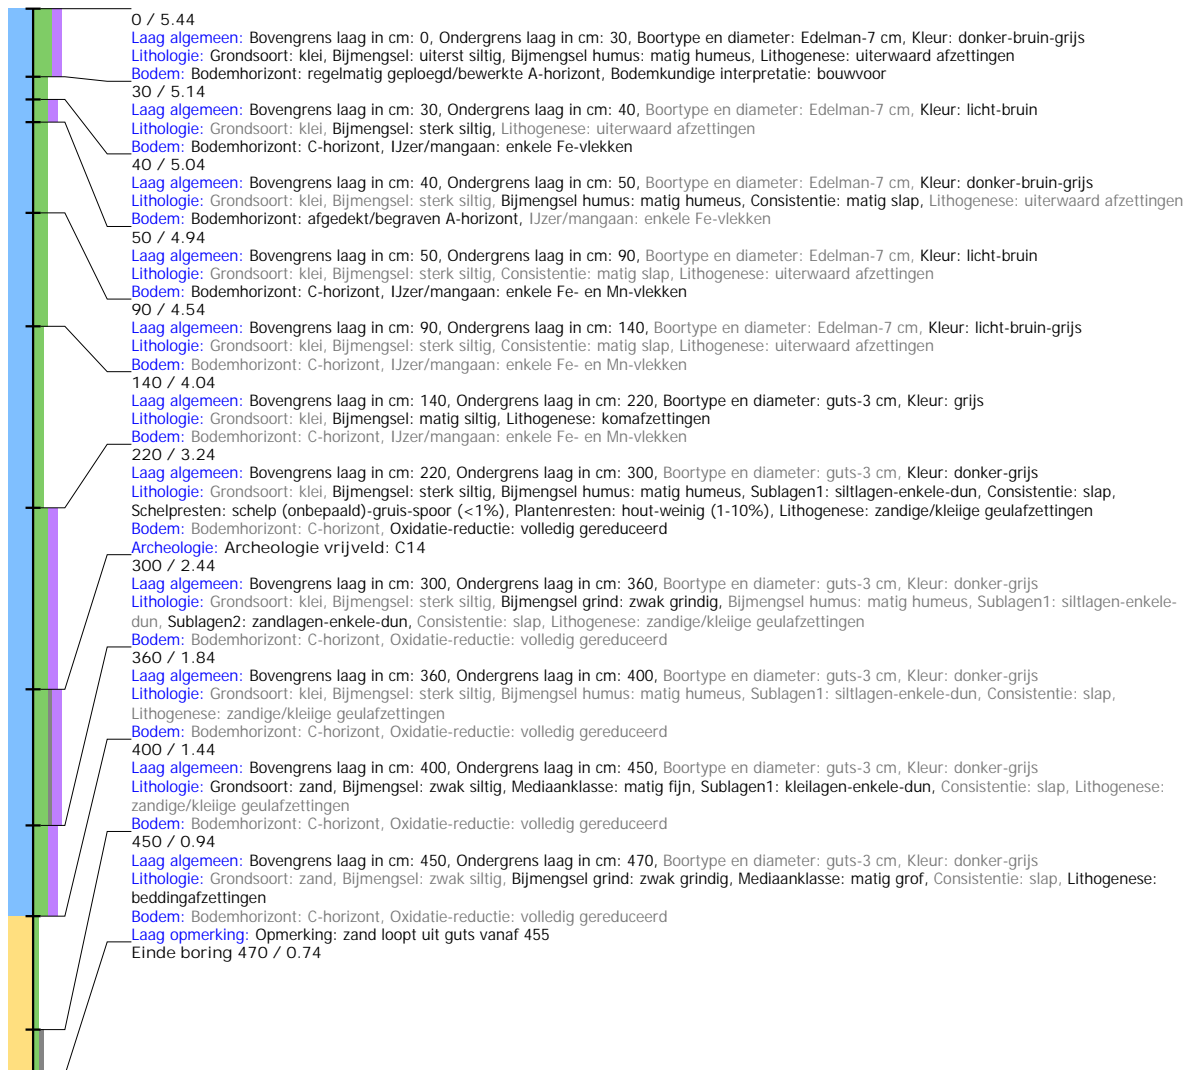 0 / 5.44
Laag algemeen: Bovengrens laag in cm: 0, Ondergrens laag in cm: 30, Boortype en diameter: Edelman-7 cm, Kleur: donker-bruin-grijs
Lithologie: Grondsoort: klei, Bijmengsel: uiterst siltig, Bijmengsel humus: matig humeus, Lithogenese: uiterwaard afzettingen
Bodem: Bodemhorizont: regelmatig geploegd/bewerkte A-horizont, Bodemkundige interpretatie: bouwvoor
30 / 5.14
Laag algemeen: Bovengrens laag in cm: 30, Ondergrens laag in cm: 40, Boortype en diameter: Edelman-7 cm, Kleur: licht-bruin
Lithologie: Grondsoort: klei, Bijmengsel: sterk siltig, Lithogenese: uiterwaard afzettingen
Bodem: Bodemhorizont: C-horizont, IJzer/mangaan: enkele Fe-vlekken
40 / 5.04
Laag algemeen: Bovengrens laag in cm: 40, Ondergrens laag in cm: 50, Boortype en diameter: Edelman-7 cm, Kleur: donker-bruin-grijs
Lithologie: Grondsoort: klei, Bijmengsel: sterk siltig, Bijmengsel humus: matig humeus, Consistentie: matig slap, Lithogenese: uiterwaard afzettingen
Bodem: Bodemhorizont: afgedekt/begraven A-horizont, IJzer/mangaan: enkele Fe-vlekken
50 / 4.94
Laag algemeen: Bovengrens laag in cm: 50, Ondergrens laag in cm: 90, Boortype en diameter: Edelman-7 cm, Kleur: licht-bruin
Lithologie: Grondsoort: klei, Bijmengsel: sterk siltig, Consistentie: matig slap, Lithogenese: uiterwaard afzettingen
Bodem: Bodemhorizont: C-horizont, IJzer/mangaan: enkele Fe- en Mn-vlekken
90 / 4.54
Laag algemeen: Bovengrens laag in cm: 90, Ondergrens laag in cm: 140, Boortype en diameter: Edelman-7 cm, Kleur: licht-bruin-grijs
Lithologie: Grondsoort: klei, Bijmengsel: sterk siltig, Consistentie: matig slap, Lithogenese: uiterwaard afzettingen
Bodem: Bodemhorizont: C-horizont, IJzer/mangaan: enkele Fe- en Mn-vlekken
140 / 4.04
Laag algemeen: Bovengrens laag in cm: 140, Ondergrens laag in cm: 220, Boortype en diameter: guts-3 cm, Kleur: grijs
Lithologie: Grondsoort: klei, Bijmengsel: matig siltig, Lithogenese: komafzettingen
Bodem: Bodemhorizont: C-horizont, IJzer/mangaan: enkele Fe- en Mn-vlekken
220 / 3.24
Laag algemeen: Bovengrens laag in cm: 220, Ondergrens laag in cm: 300, Boortype en diameter: guts-3 cm, Kleur: donker-grijs
Lithologie: Grondsoort: klei, Bijmengsel: sterk siltig, Bijmengsel humus: matig humeus, Sublagen1: siltlagen-enkele-dun, Consistentie: slap,
Schelpresten: schelp (onbepaald)-gruis-spoor (<1%), Plantenresten: hout-weinig (1-10%), Lithogenese: zandige/kleiige geulafzettingen
Bodem: Bodemhorizont: C-horizont, Oxidatie-reductie: volledig gereduceerd
Archeologie: Archeologie vrijveld: C14
300 / 2.44
Laag algemeen: Bovengrens laag in cm: 300, Ondergrens laag in cm: 360, Boortype en diameter: guts-3 cm, Kleur: donker-grijs
Lithologie: Grondsoort: klei, Bijmengsel: sterk siltig, Bijmengsel grind: zwak grindig, Bijmengsel humus: matig humeus, Sublagen1: siltlagen-enkele-
dun, Sublagen2: zandlagen-enkele-dun, Consistentie: slap, Lithogenese: zandige/kleiige geulafzettingen
Bodem: Bodemhorizont: C-horizont, Oxidatie-reductie: volledig gereduceerd
360 / 1.84
Laag algemeen: Bovengrens laag in cm: 360, Ondergrens laag in cm: 400, Boortype en diameter: guts-3 cm, Kleur: donker-grijs
Lithologie: Grondsoort: klei, Bijmengsel: sterk siltig, Bijmengsel humus: matig humeus, Sublagen1: siltlagen-enkele-dun, Consistentie: slap,
Lithogenese: zandige/kleiige geulafzettingen
Bodem: Bodemhorizont: C-horizont, Oxidatie-reductie: volledig gereduceerd
400 / 1.44
Laag algemeen: Bovengrens laag in cm: 400, Ondergrens laag in cm: 450, Boortype en diameter: guts-3 cm, Kleur: donker-grijs
Lithologie: Grondsoort: zand, Bijmengsel: zwak siltig, Mediaanklasse: matig fijn, Sublagen1: kleilagen-enkele-dun, Consistentie: slap, Lithogenese:
zandige/kleiige geulafzettingen
Bodem: Bodemhorizont: C-horizont, Oxidatie-reductie: volledig gereduceerd
450 / 0.94
Laag algemeen: Bovengrens laag in cm: 450, Ondergrens laag in cm: 470, Boortype en diameter: guts-3 cm, Kleur: donker-grijs
Lithologie: Grondsoort: zand, Bijmengsel: zwak siltig, Bijmengsel grind: zwak grindig, Mediaanklasse: matig grof, Consistentie: slap, Lithogenese:
beddingafzettingen
Bodem: Bodemhorizont: C-horizont, Oxidatie-reductie: volledig gereduceerd
Laag opmerking: Opmerking: zand loopt uit guts vanaf 455
Einde boring 470 / 0.74